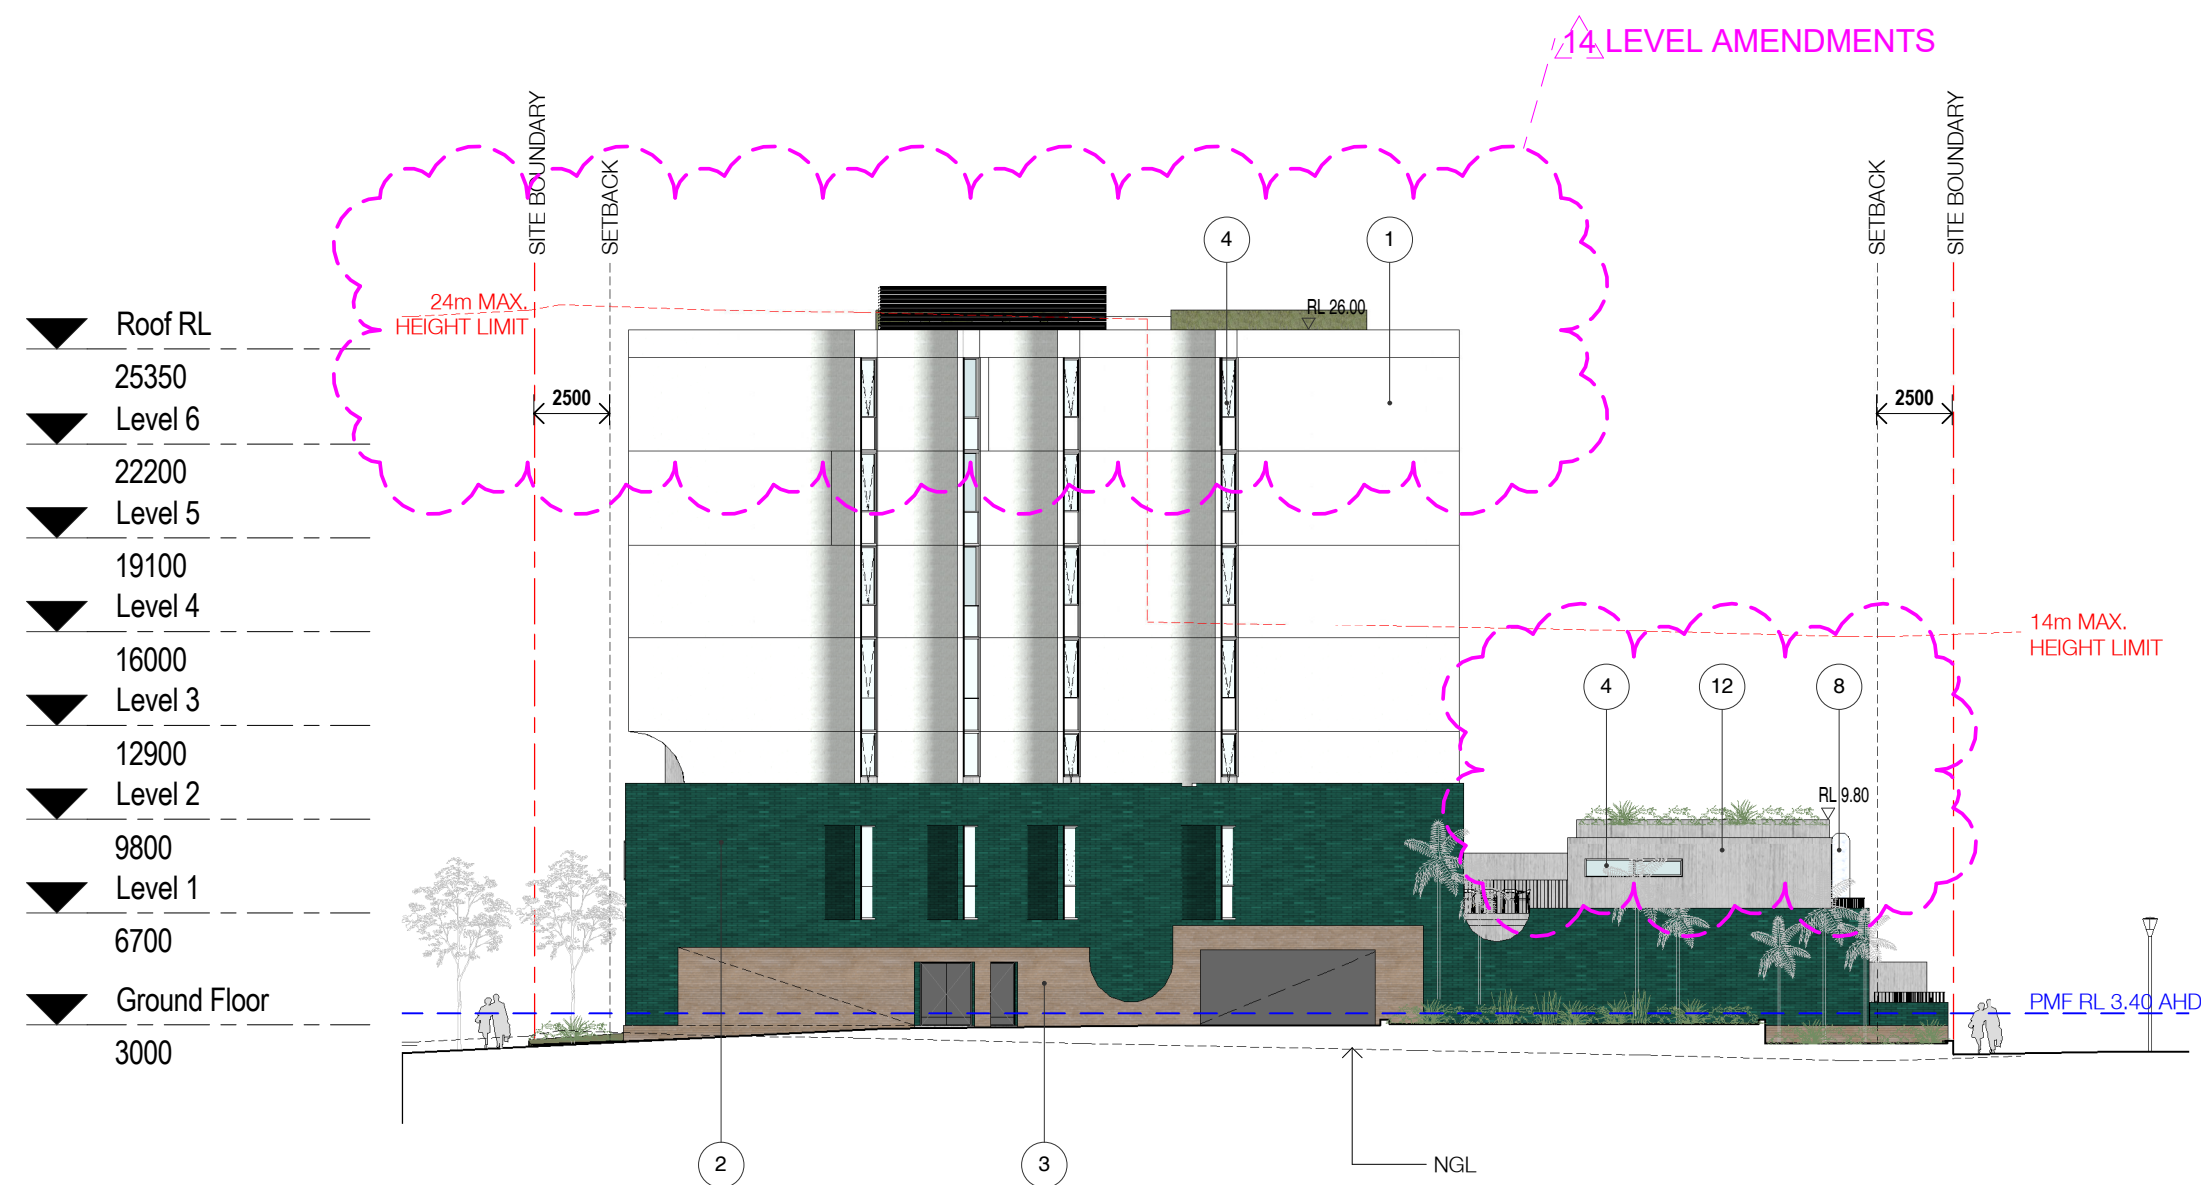 14 LEVEL AMENDMENTS
SITE BOUNDARY
SETBACK
SETBACK
SITE BOUNDARY
4
1
24m MAX.
HEIGHT LIMIT
RL 26.00
Roof RL
25350
2500
2500
Level 6
22200
Level 5
19100
Level 4
16000
14m MAX.
HEIGHT LIMIT
4
12
8
Level 3
12900
Level 2
RL 9.80
9800
Level 1
6700
Ground Floor
PMF RL 3.40 AHD
3000
2
3
NGL